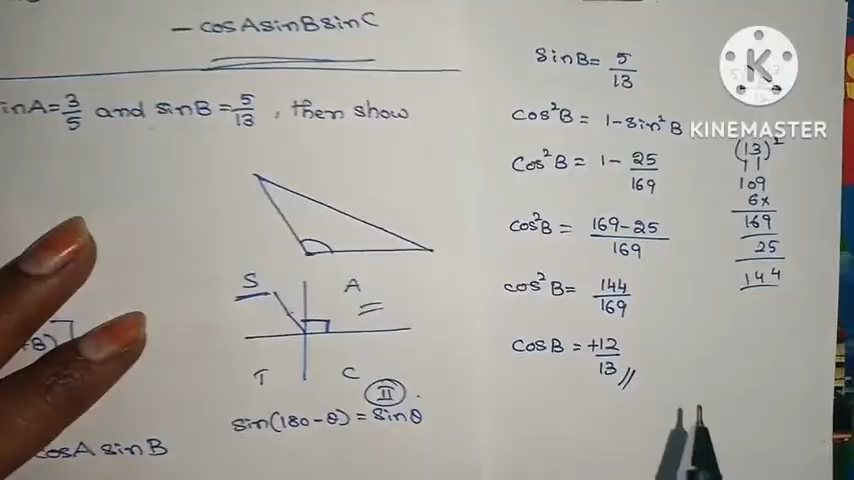 - cosAsinBsinC
inA = 3/5 and sinB = 5/13, then show
S A
T C
II
sin(180-θ) = sinθ
+B)
cosA sinB
sinB = 5/13
cos²B = 1-sin²B
cos²B = 1 - 25/169
cos²B = 169-25/169
cos²B = 144/169
cosB = +12/13 //
(13)²
11
109
6x
169
25
144
KINEMASTER